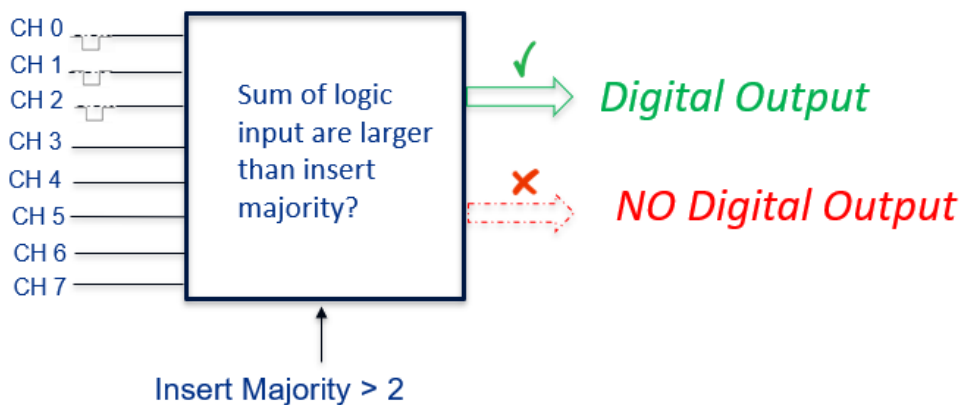 CH 0
CH 1
CH 2
CH 3
CH 4
CH 5
CH 6
CH 7
Sum of logic
input are larger
than insert
majority?
Digital Output
NO Digital Output
Insert Majority > 2